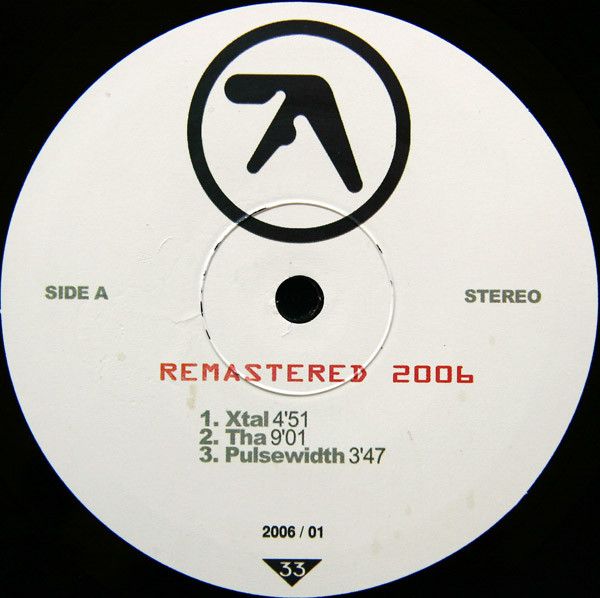 SIDE A
STEREO
REMASTERED 2006
1. Xtal 4'51
2. Tha 9'01
3. Pulsewidth 3'47
2006 / 01
33